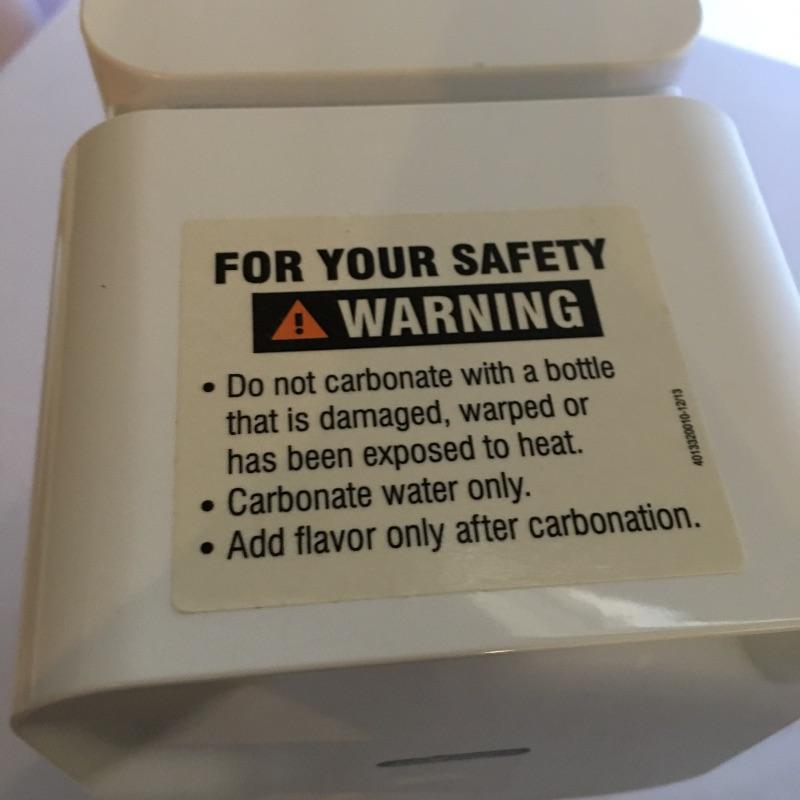 FOR YOUR SAFETY
WARNING
• Do not carbonate with a bottle
that is damaged, warped or
has been exposed to heat.
• Carbonate water only.
• Add flavor only after carbonation.
4013320010-12/13